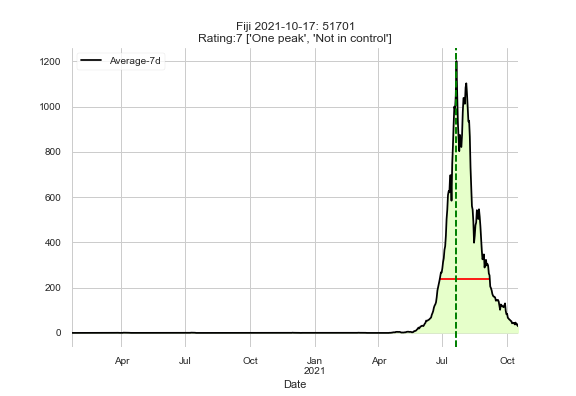 Fiji 2021-10-17: 51701
Rating:7 ['One peak', 'Not in control']
Average-7d
1200
1000
800
600
400
200
0
Apr Jul Oct Jan Apr Jul Oct
2021
Date